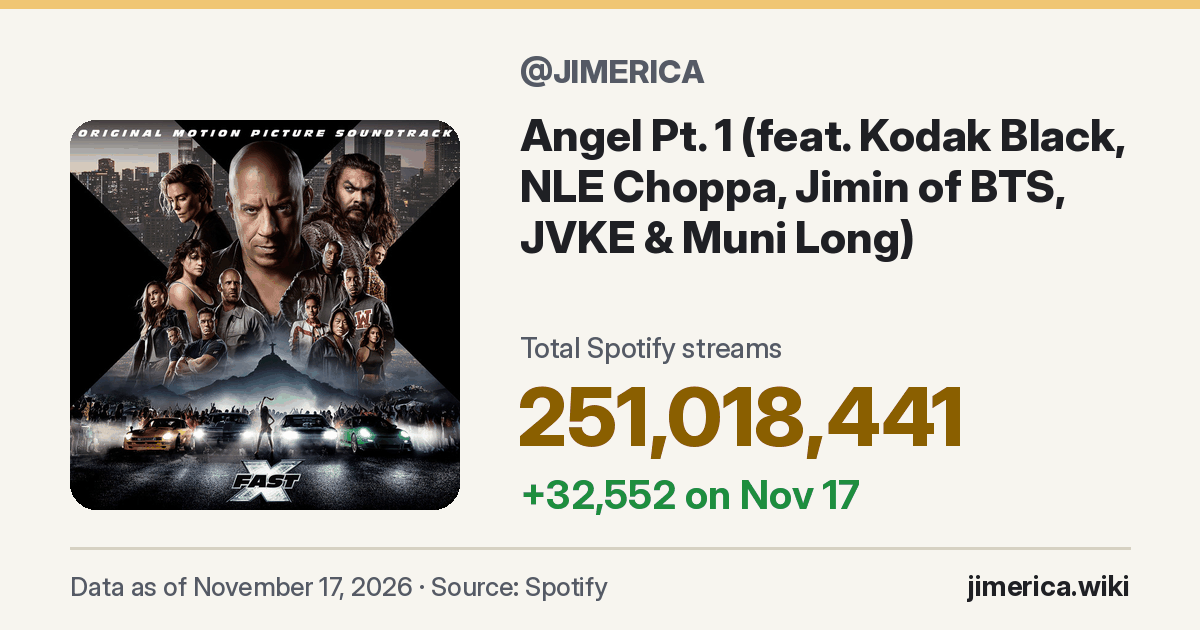 @JIMERICA
ORIGINAL MOTION PICTURE SOUNDTRACK
Angel Pt. 1 (feat. Kodak Black,
NLE Choppa, Jimin of BTS,
JVKE & Muni Long)
Total Spotify streams
251,018,441
+32,552 on Nov 17
FAST X
Data as of November 17, 2026 · Source: Spotify
jimerica.wiki